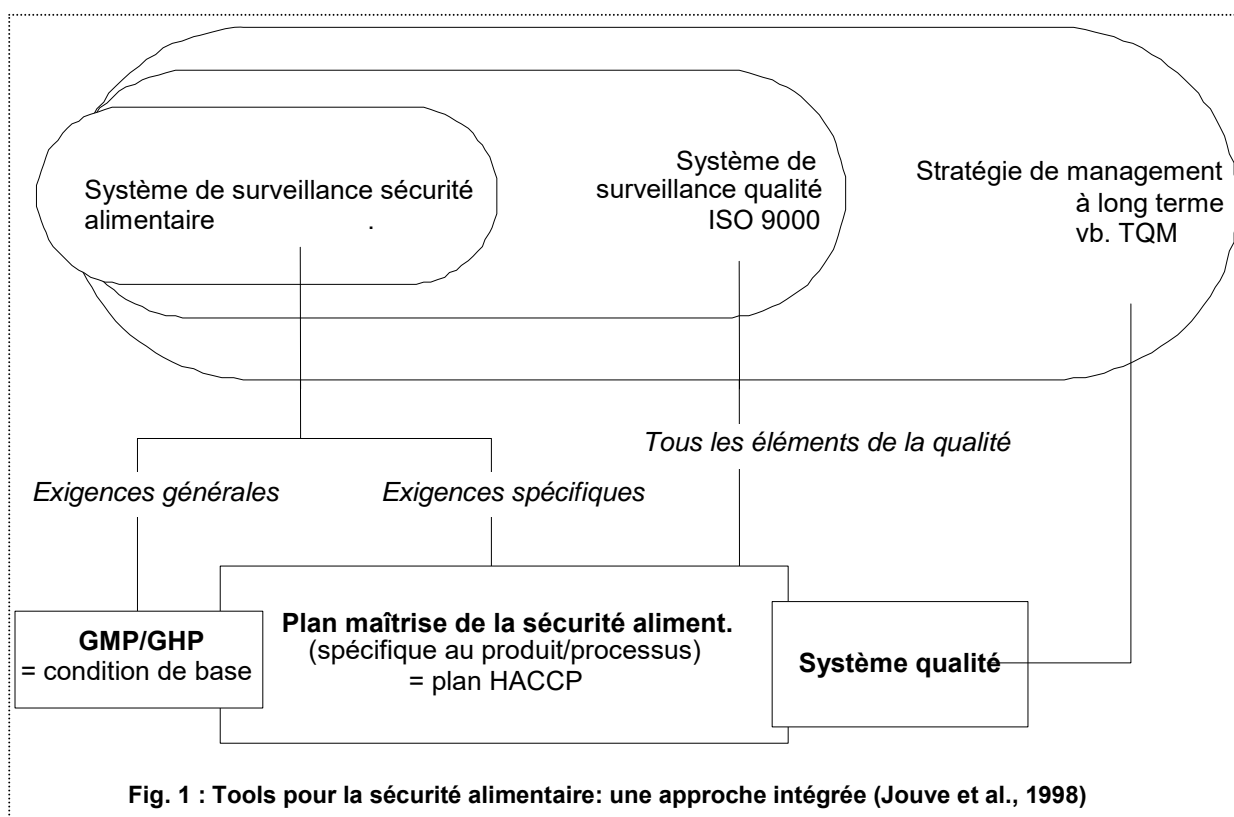 Système de surveillance sécurité
alimentaire .
Système de
surveillance qualité
ISO 9000
Stratégie de management
à long terme
vb. TQM
Tous les éléments de la qualité
Exigences générales
Exigences spécifiques
GMP/GHP
= condition de base
Plan maîtrise de la sécurité aliment.
(spécifique au produit/processus)
= plan HACCP
Système qualité
Fig. 1 : Tools pour la sécurité alimentaire: une approche intégrée (Jouve et al., 1998)